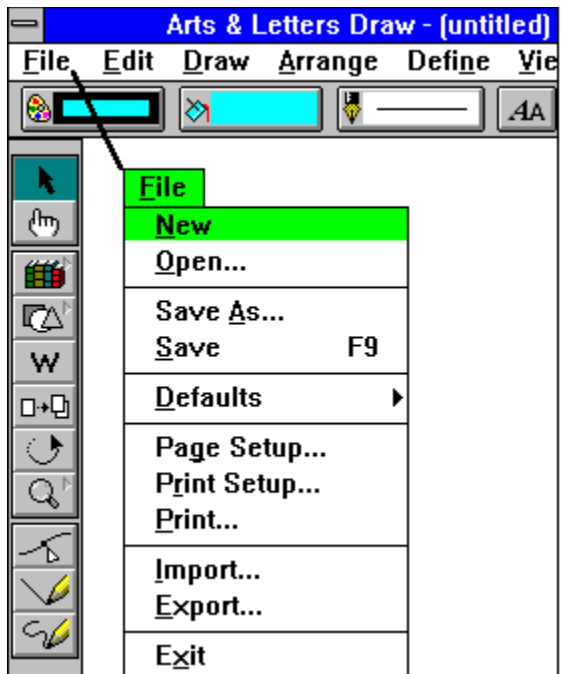 Arts & Letters Draw - (untitled)
File Edit Draw Arrange Define Vie
AA
File
New
Open...
Save As...
Save F9
Defaults
Page Setup...
Print Setup...
Print...
Import...
Export...
Exit
W